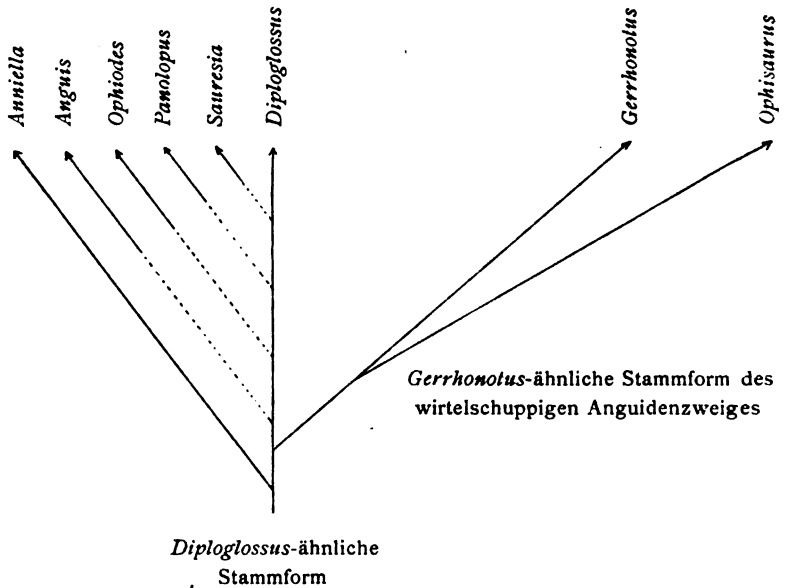 Anniella
Anguis
Ophiodes
Panolopus
Sauresia
Diploglossus
Gerrhonotus
Ophisaurus
Gerrhonotus-ähnliche Stammform des
wirtelschuppigen Anguidenzweiges
Diploglossus-ähnliche
Stammform